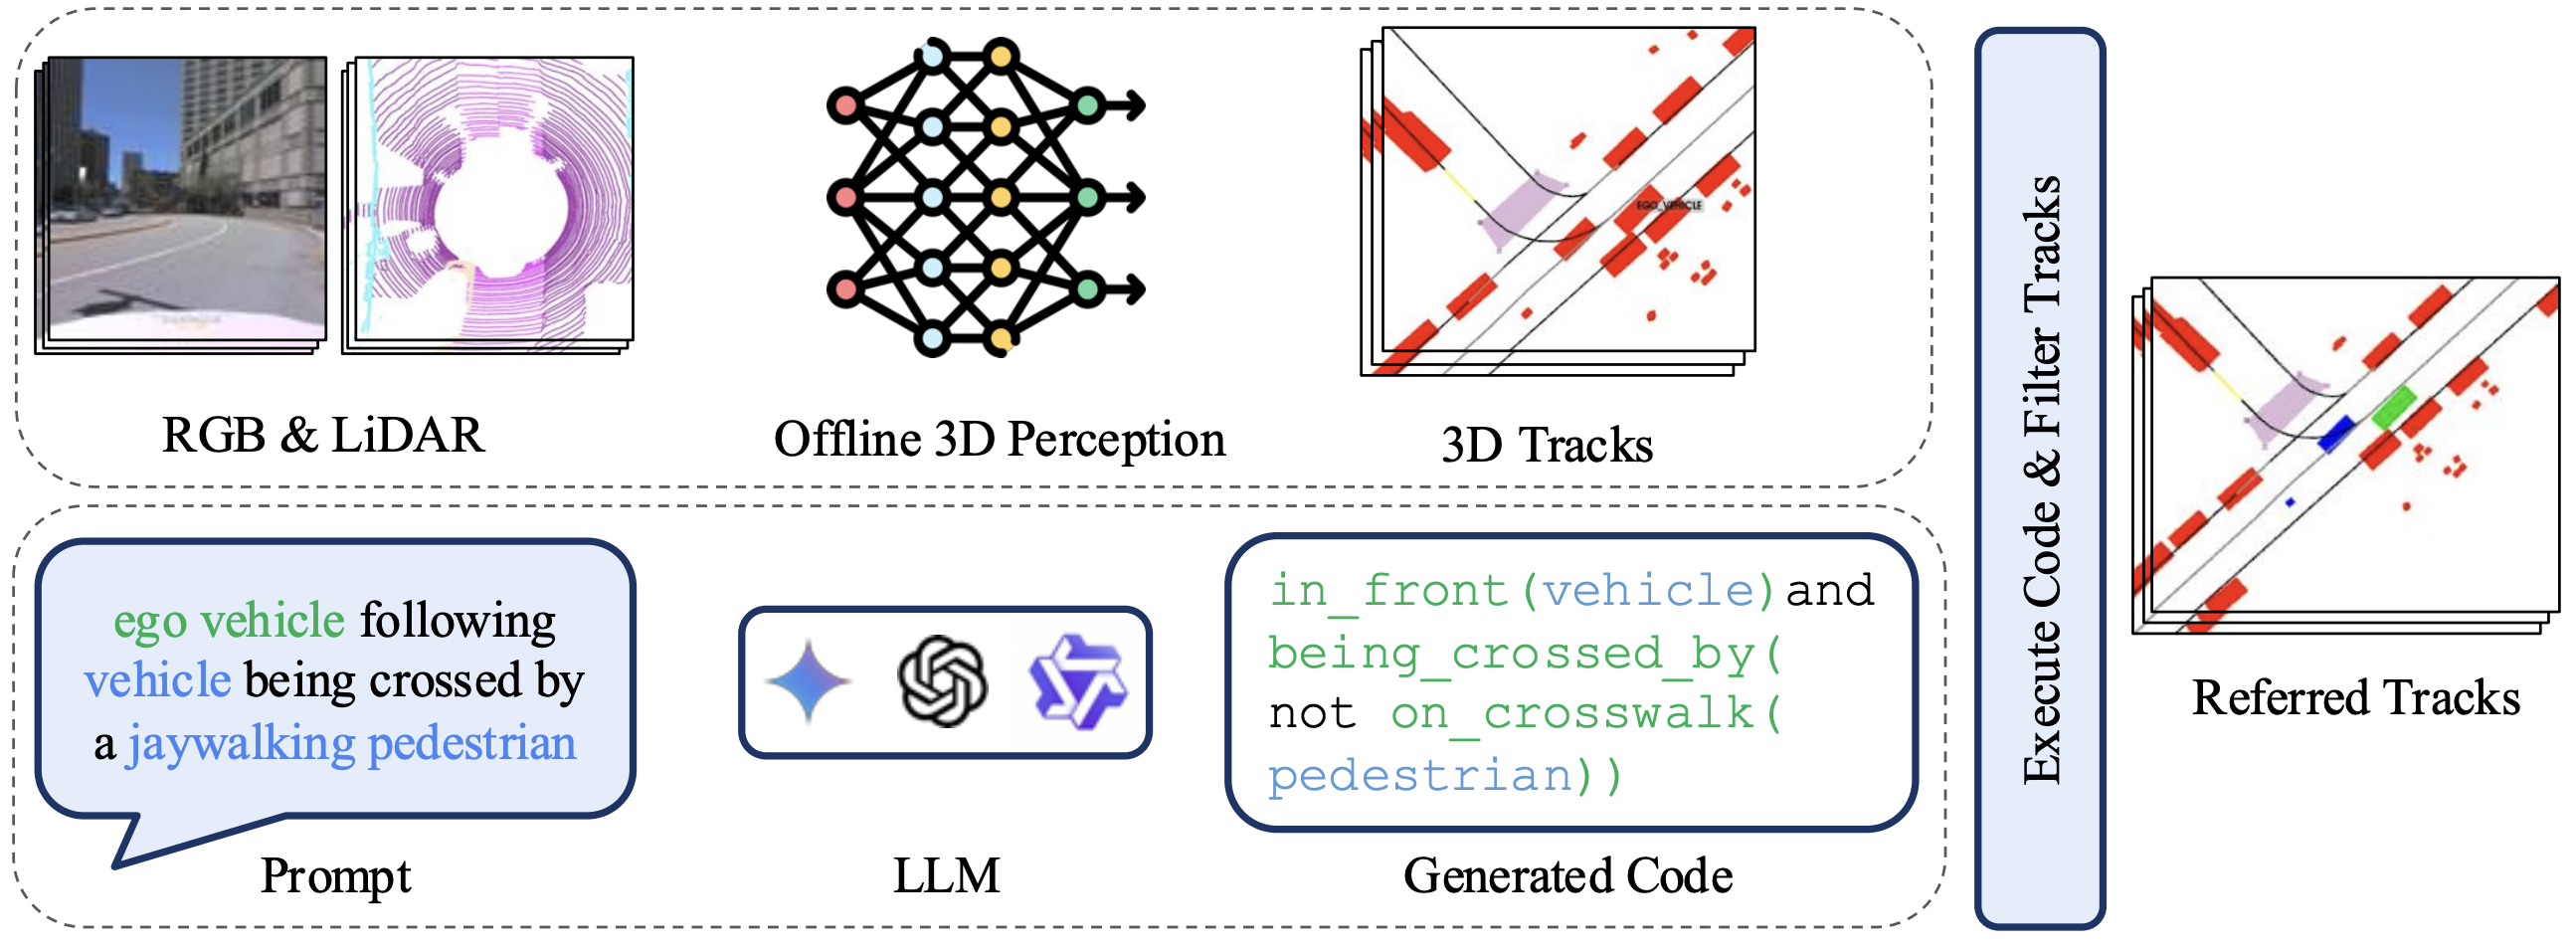 EGO_VEHICLE
RGB & LiDAR
Offline 3D Perception
3D Tracks
ego vehicle following
vehicle being crossed by
a jaywalking pedestrian
Prompt
LLM
in_front(vehicle)and
being_crossed_by(
not on_crosswalk(
pedestrian))
Generated Code
Execute Code & Filter Tracks
Referred Tracks